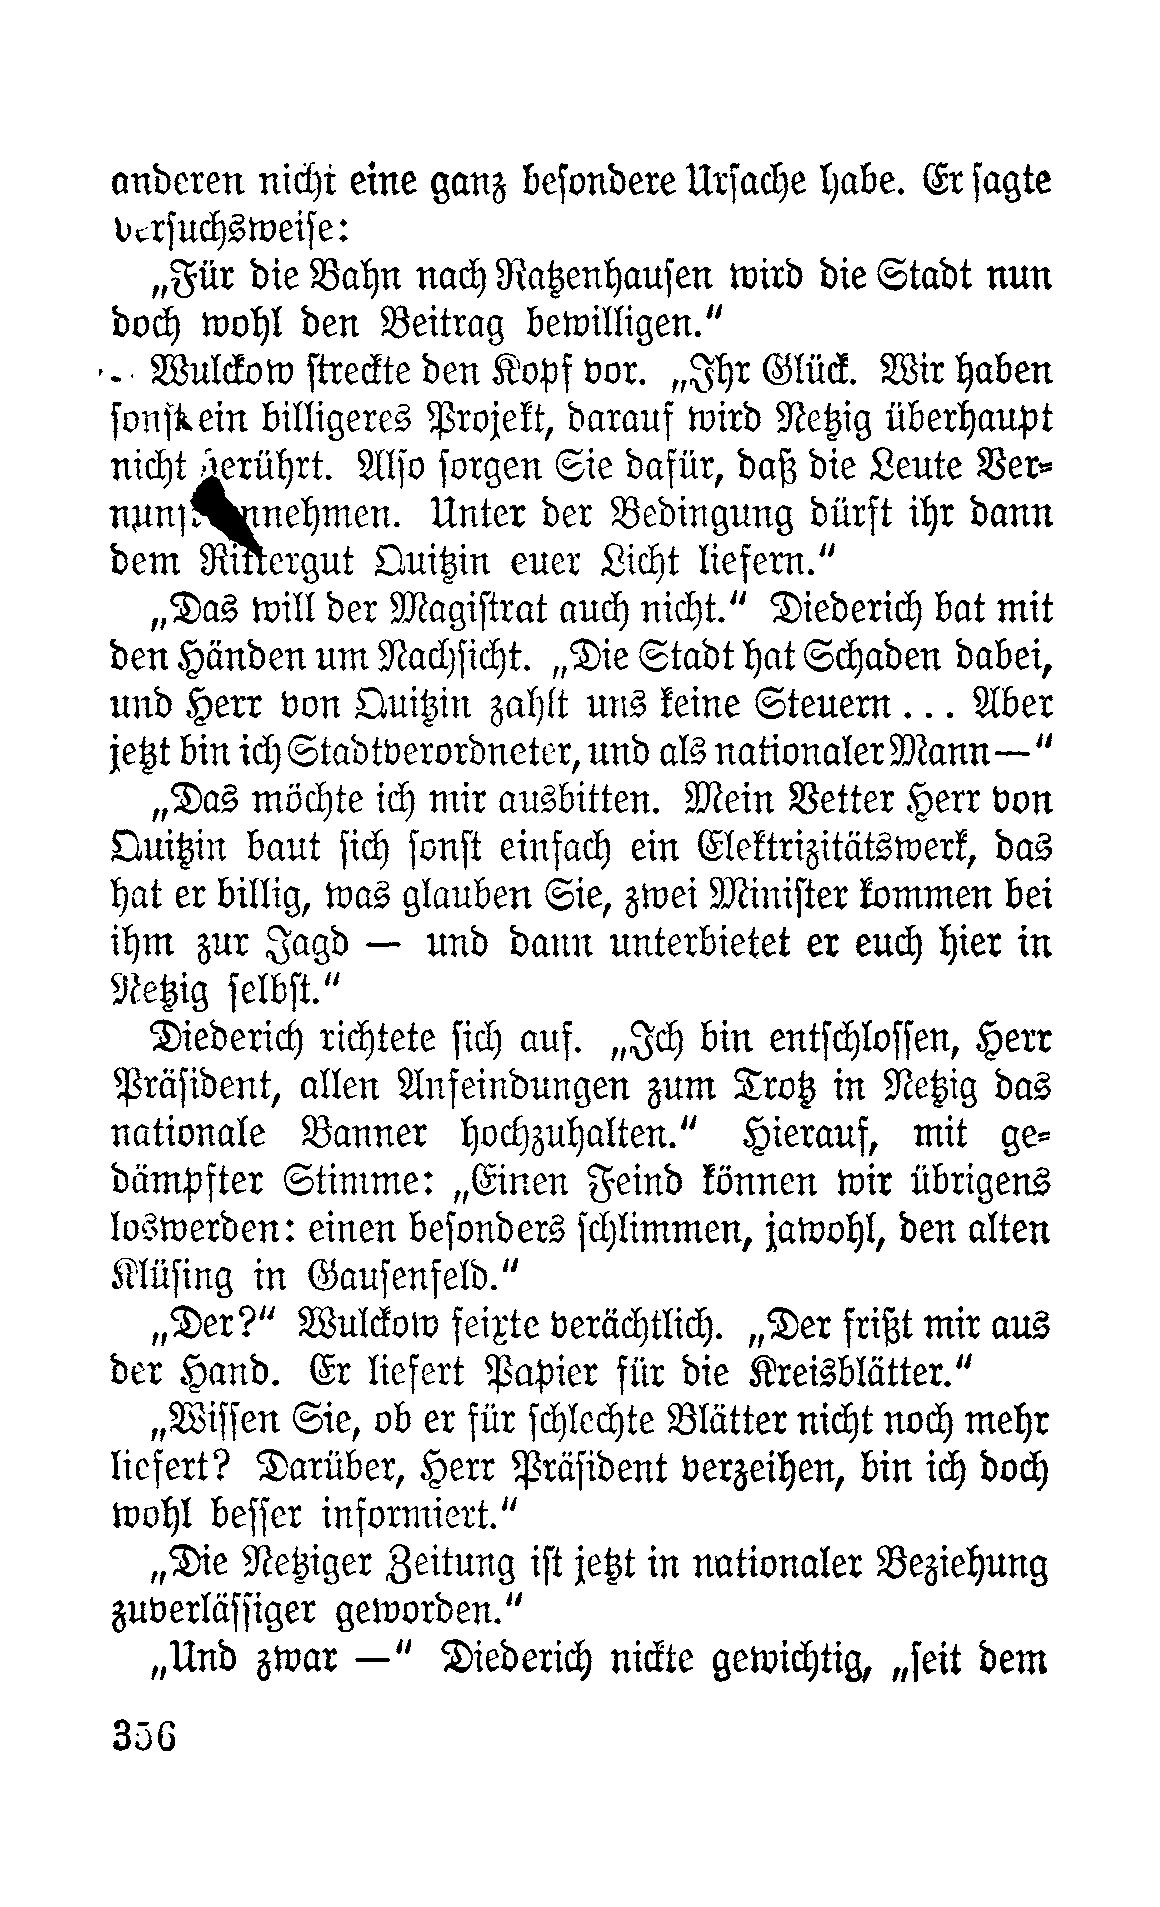 anderen nicht eine ganz besondere Ursache habe. Er sagte
versuchsweise:
„Für die Bahn nach Ratzenhausen wird die Stadt nun
doch wohl den Beitrag bewilligen."
Wulckow streckte den Kopf vor. „Ihr Glück. Wir haben
ein billigeres Projekt, darauf wird Netzig überhaupt
nicht Also sorgen Sie dafür, daß die Leute Ver-
Unter der Bedingung dürft ihr dann
dem Rittergut Quitzin euer Licht liefern."
„Das will der Magistrat auch nicht." Diederich bat mit
den Händen um Nachsicht. „Die Stadt hat Schaden dabei,
und Herr von Quitzin zahlt uns keine Steuern ... Aber
jetzt bin ich Stadtverordneter, und als nationaler Mann—"
„Das möchte ich mir ausbitten. Mein Vetter Herr von
Quitzin baut sich sonst einfach ein Elektrizitätswerk, das
hat er billig, was glauben Sie, zwei Minister kommen bei
ihm zur Jagd — und dann unterbietet er euch hier in
Netzig selbst."
Diederich richtete sich auf. „Ich bin entschlossen, Herr
Präsident, allen Anfeindungen zum Trotz in Netzig das
nationale Banner hochzuhalten." Hierauf, mit ge-
dämpfter Stimme: „Einen Feind können wir übrigens
loswerden: einen besonders schlimmen, jawohl, den alten
Klüsing in Gausenfeld."
„Der?" Wulckow feixte verächtlich. „Der frißt mir aus
der Hand. Er liefert Papier für die Kreisblätter."
„Wissen Sie, ob er für schlechte Blätter nicht noch mehr
liefert? Darüber, Herr Präsident verzeihen, bin ich doch
wohl besser informiert."
„Die Netziger Zeitung ist jetzt in nationaler Beziehung
zuverlässiger geworden."
„Und zwar —" Diederich nickte gewichtig, „seit dem
356